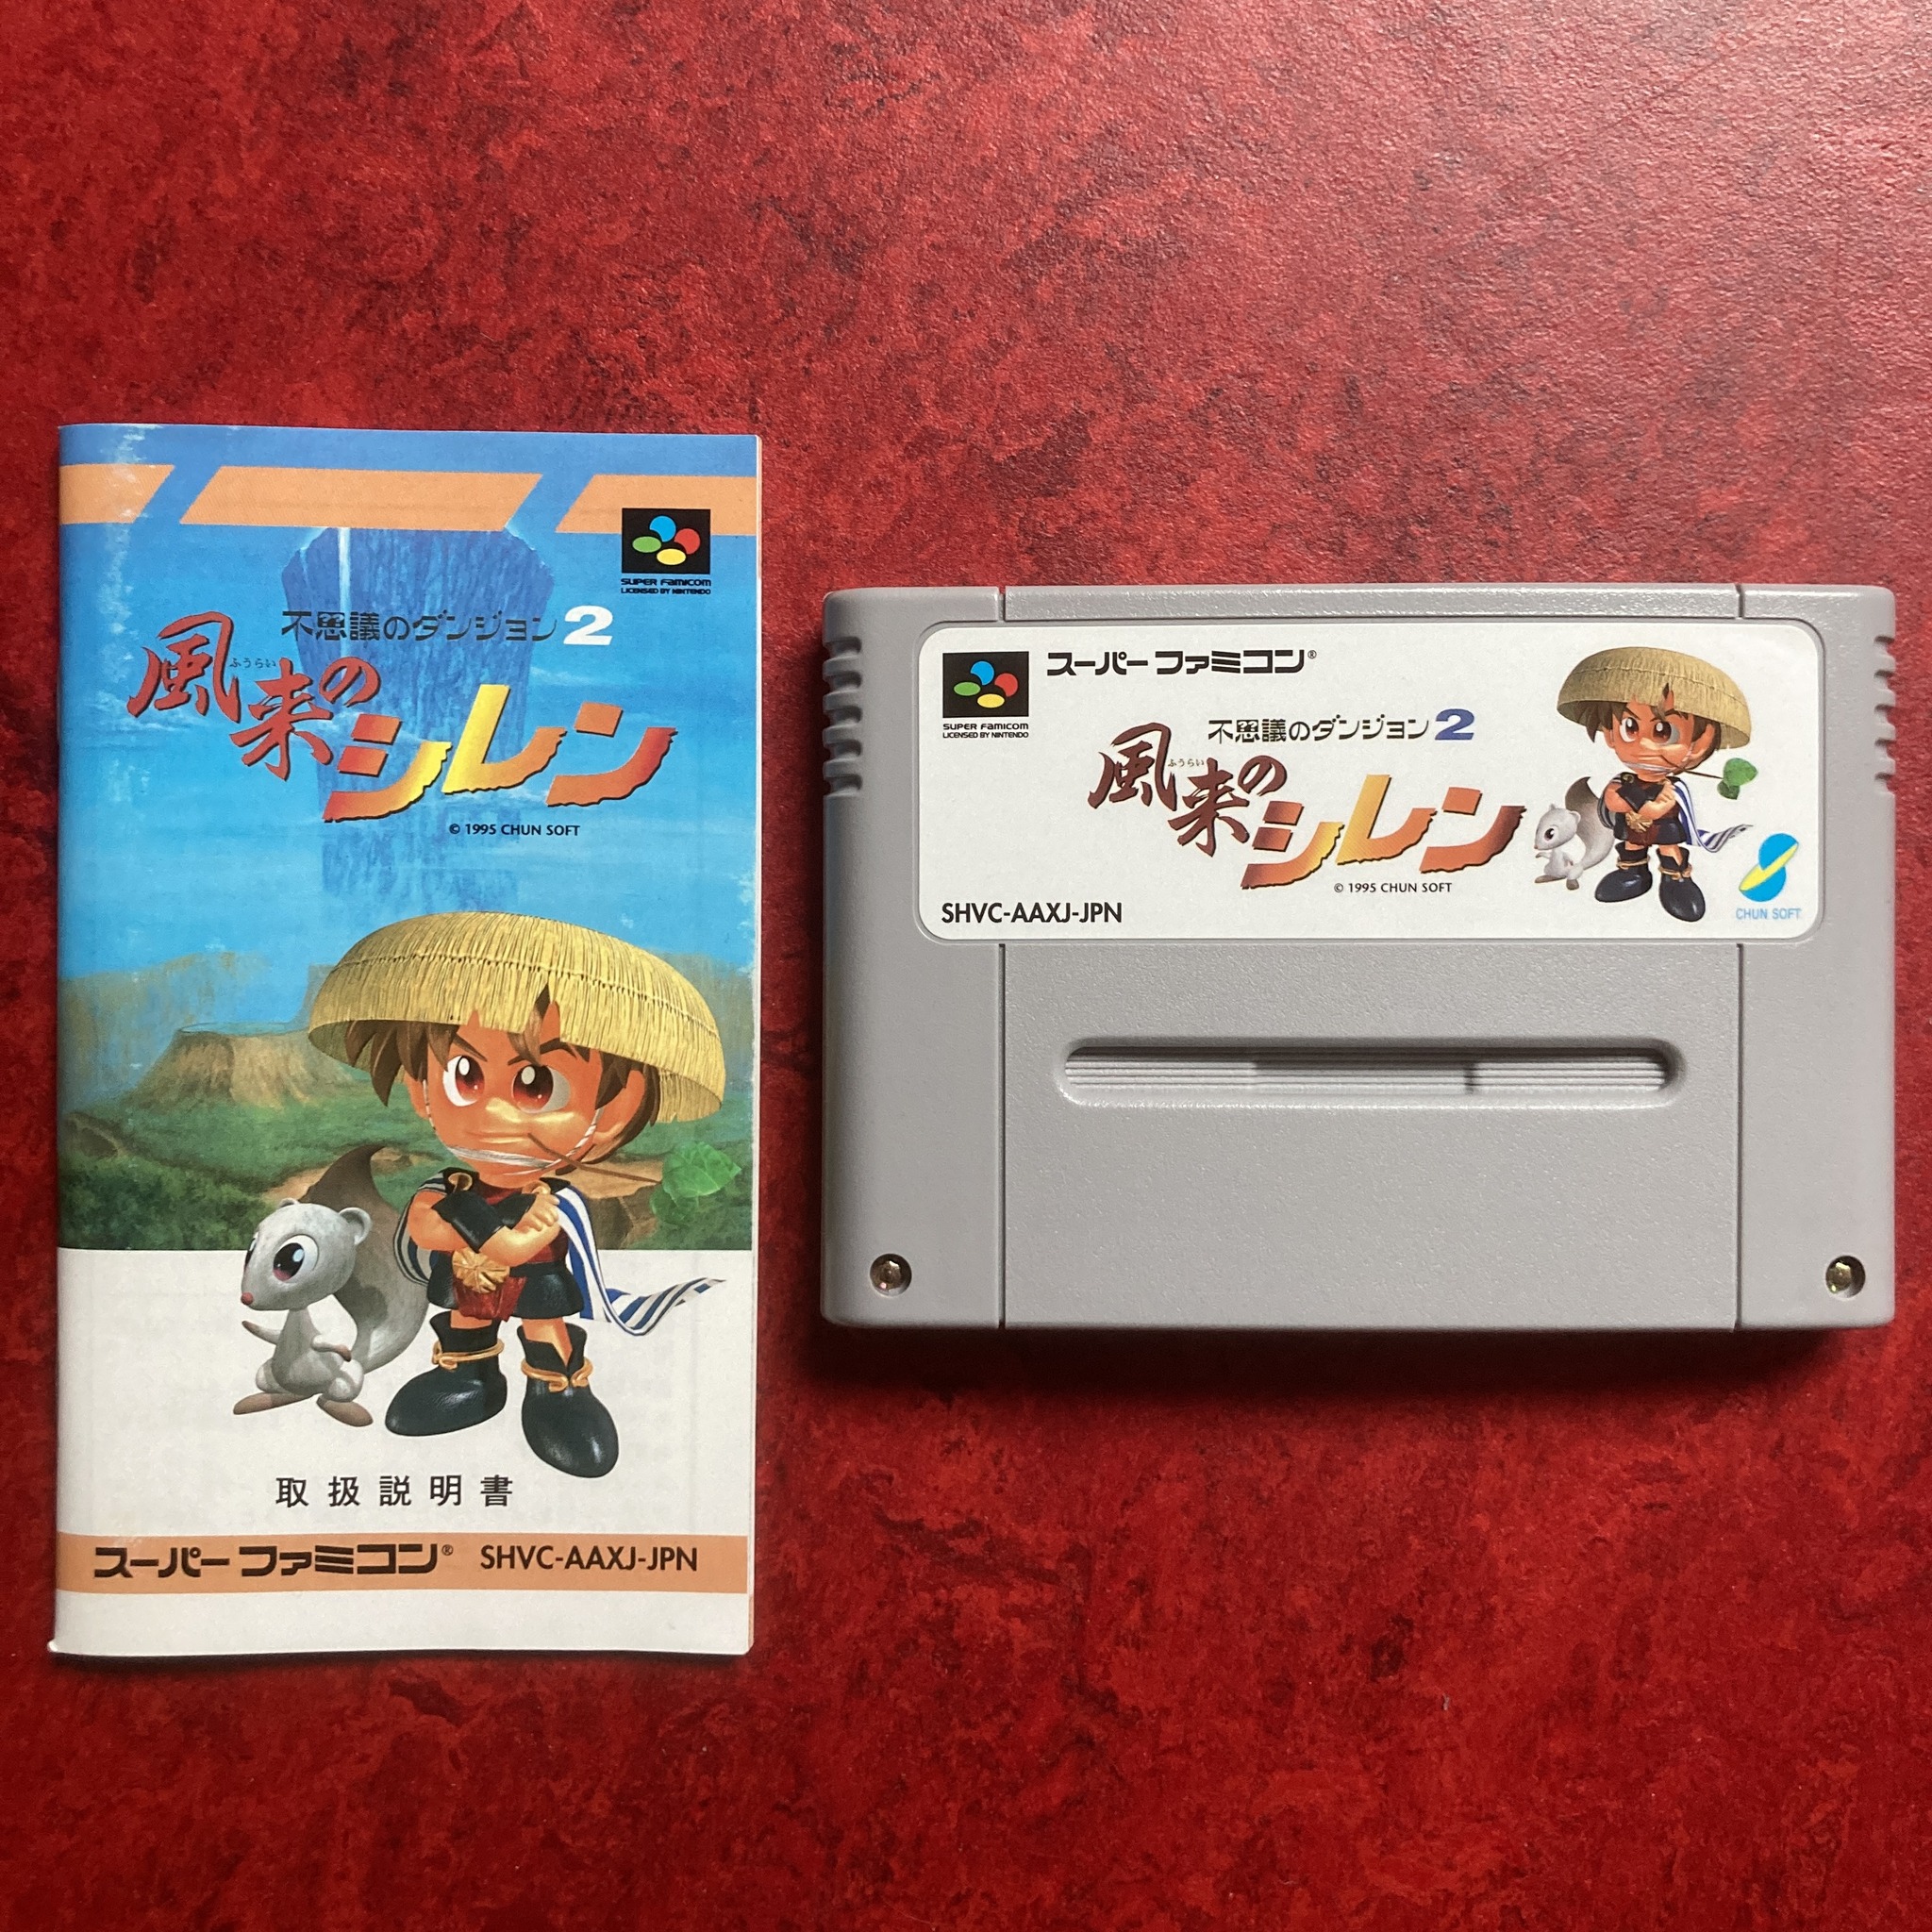 SUPER FAMICOM
LICENSED BY NINTENDO
不思議のダンジョン2
風来のシレン
ふうらい
© 1995 CHUN SOFT
取扱説明書
スーパーファミコン® SHVC-AAXJ-JPN
スーパーファミコン®
SUPER FAMICOM
LICENSED BY NINTENDO
不思議のダンジョン2
風来のシレン
ふうらい
© 1995 CHUN SOFT
SHVC-AAXJ-JPN
CHUN SOFT